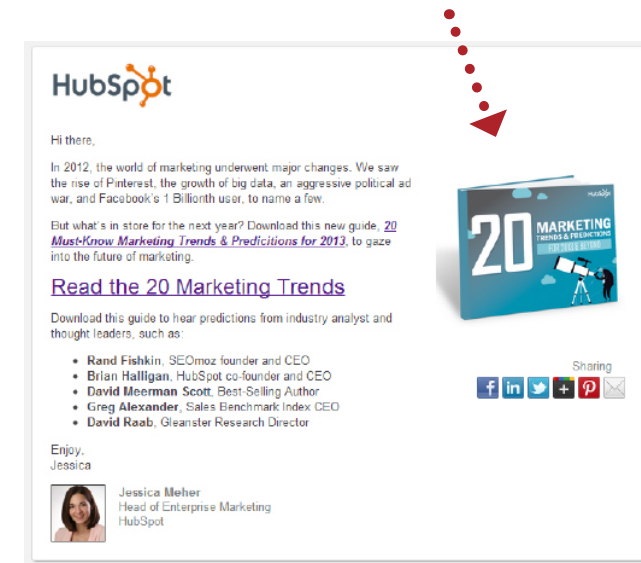 HubSpot
Hi there,
In 2012, the world of marketing underwent major changes. We saw
the rise of Pinterest, the growth of big data, an aggressive political ad
war, and Facebook's 1 Billionth user, to name a few.
But what's in store for the next year? Download this new guide, 20
Must-Know Marketing Trends & Predicitions for 2013, to gaze
into the future of marketing.
Read the 20 Marketing Trends
Download this guide to hear predictions from industry analyst and
thought leaders, such as:
Rand Fishkin, SEOmoz founder and CEO
Brian Halligan, HubSpot co-founder and CEO
David Meerman Scott, Best-Selling Author
Greg Alexander, Sales Benchmark Index CEO
David Raab, Gleanster Research Director
Enjoy,
Jessica
Jessica Meher
Head of Enterprise Marketing
HubSpot
HubSpot
20 MARKETING
TRENDS & PREDICTIONS
FOR 2013 & BEYOND
Sharing